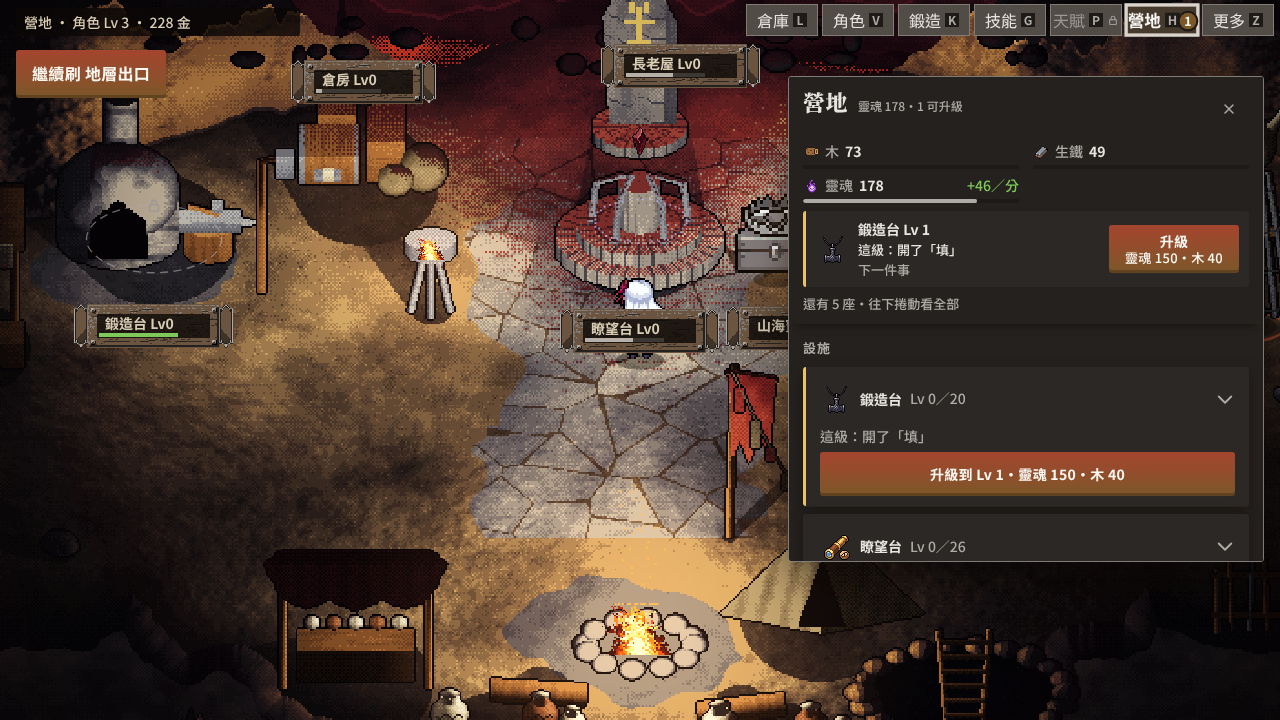 營地 · 角色 Lv 3 · 228 金
倉庫 L
角色 V
鍛造 K
技能 G
天賦 P
營地 H 1
更多 Z
繼續刷 地層出口
倉房 Lv0
長老屋 Lv0
鍛造台 Lv0
瞭望台 Lv0
山海
營地 靈魂 178·1 可升級
木 73
生鐵 49
靈魂 178 +46／分
鍛造台 Lv 1
這級：開了「填」
下一件事
升級
靈魂 150·木 40
還有 5 座·往下捲動看全部
設施
鍛造台 Lv 0／20
這級：開了「填」
升級到 Lv 1·靈魂 150·木 40
瞭望台 Lv 0／26